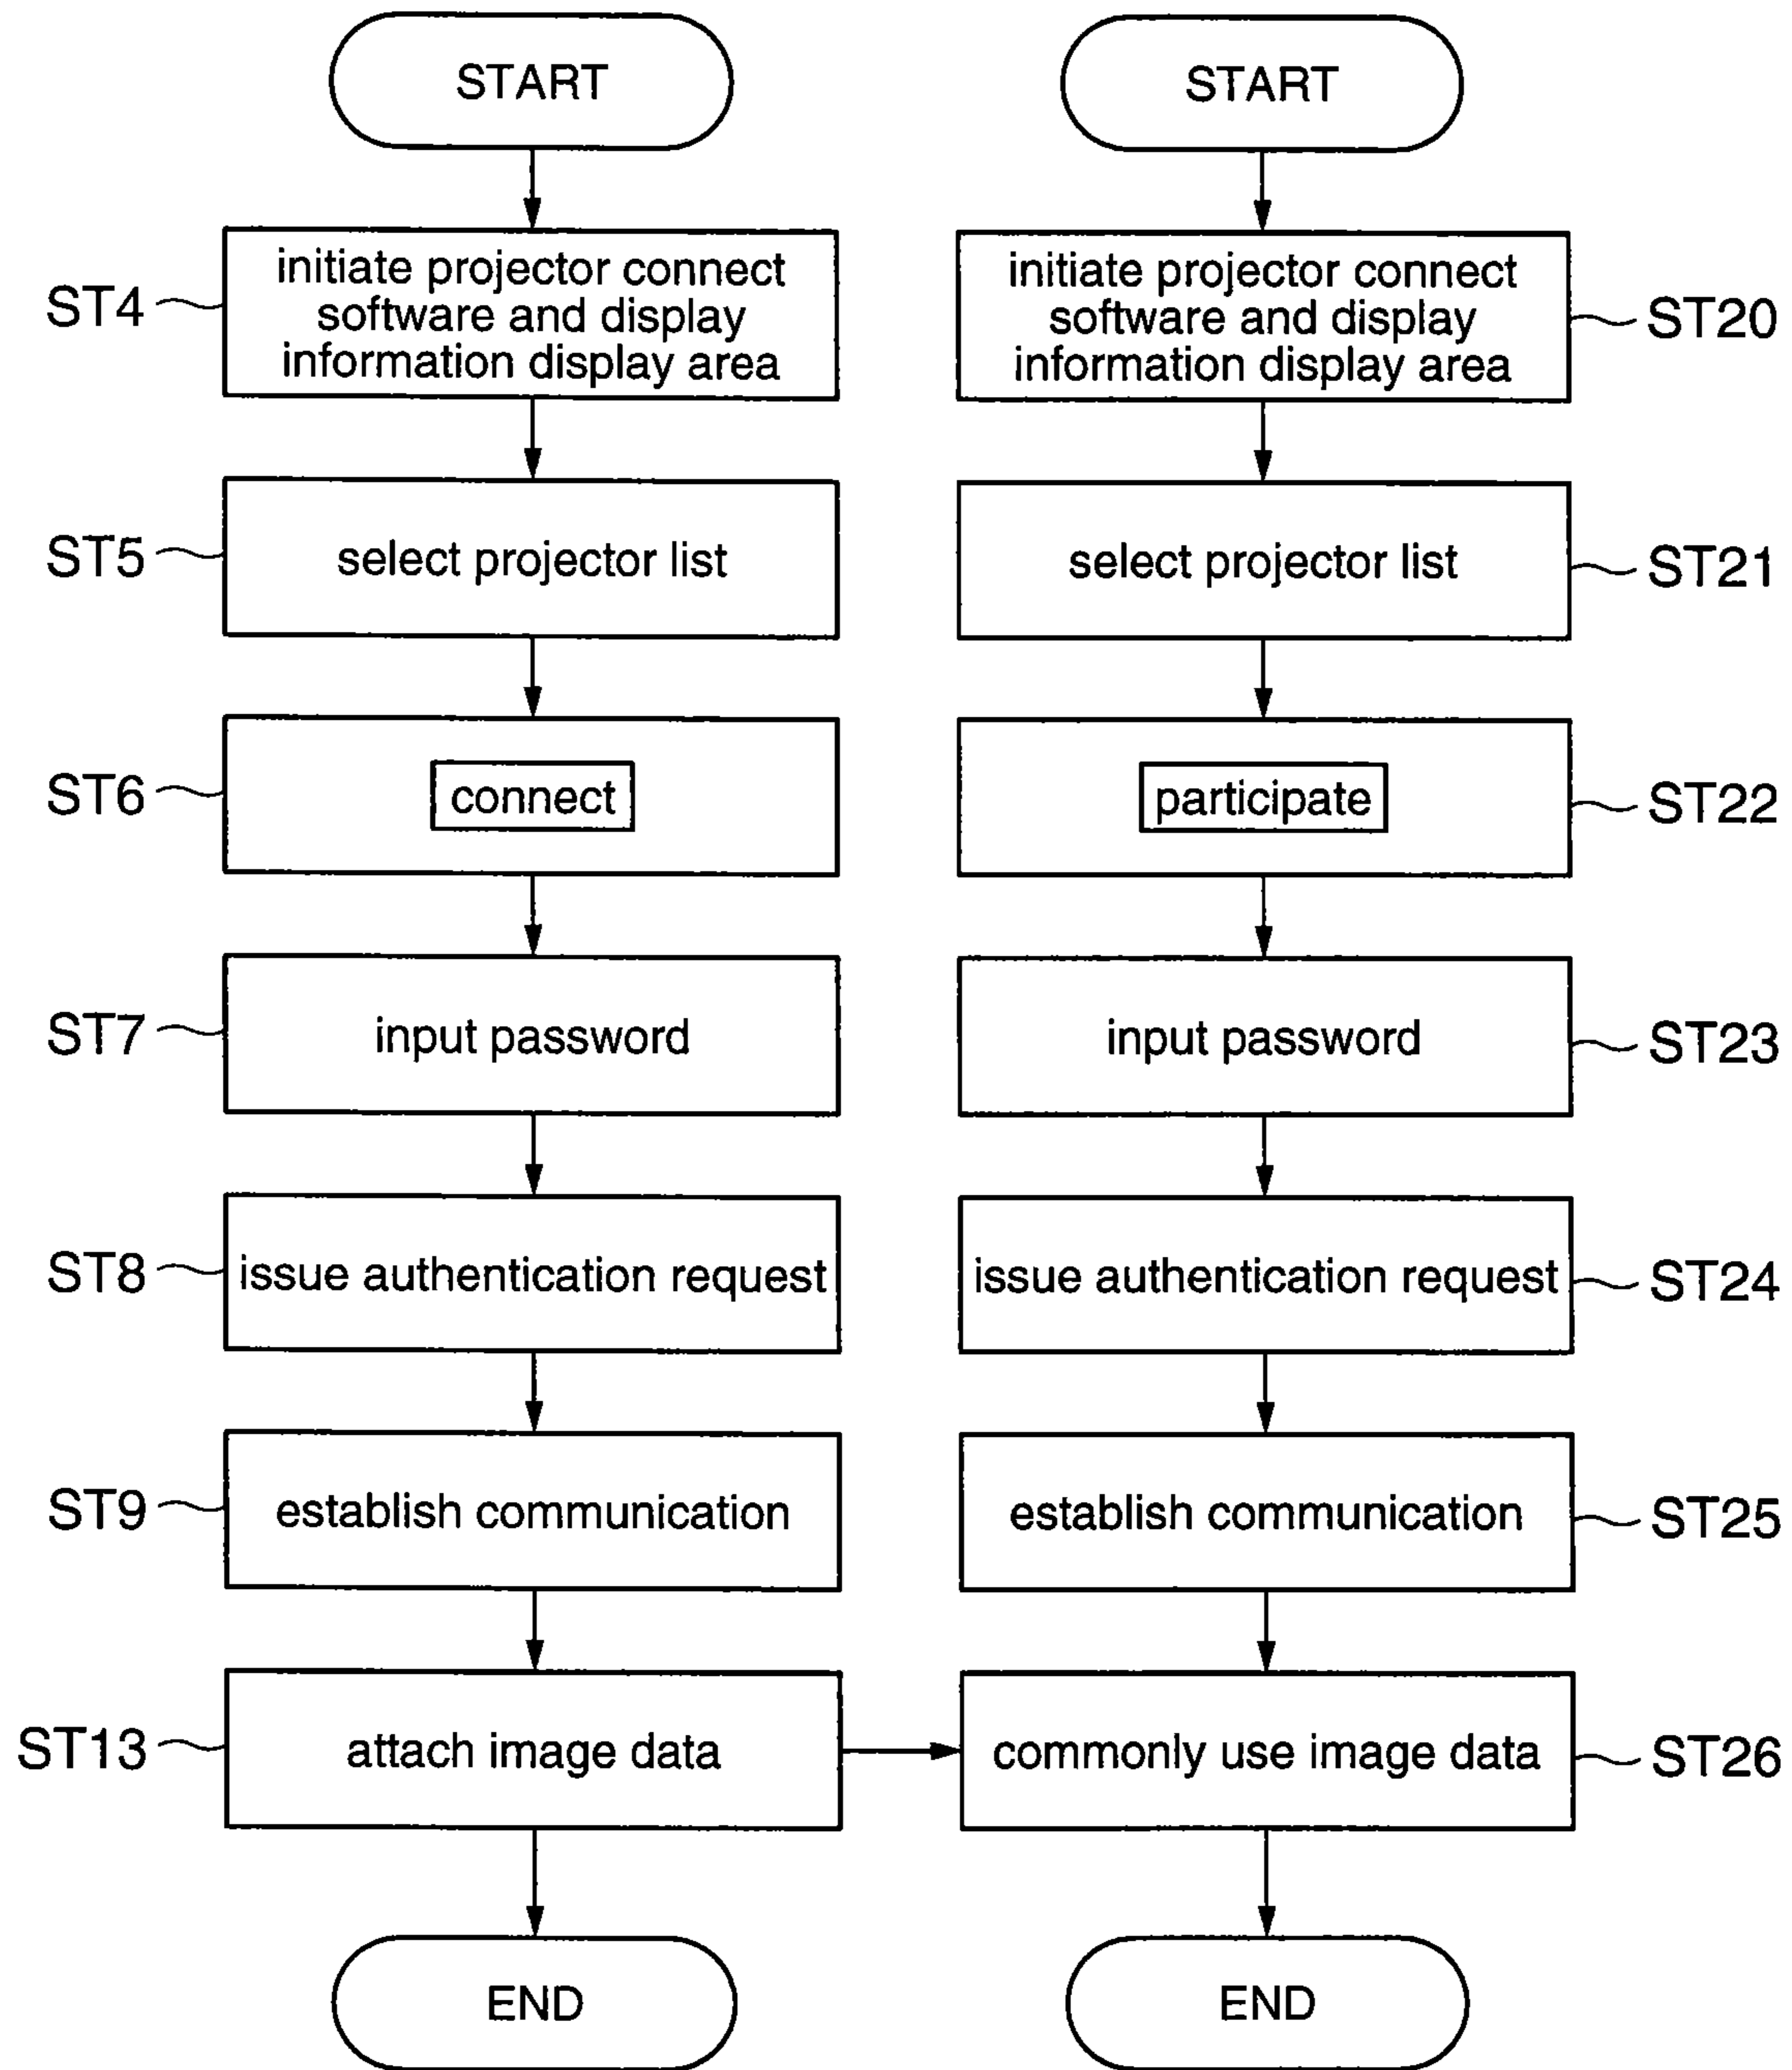 START
ST4
initiate projector connect
software and display
information display area
ST5
select projector list
ST6
connect
ST7
input password
ST8
issue authentication request
ST9
establish communication
ST13
attach image data
END
START
initiate projector connect
software and display
information display area
ST20
select projector list
ST21
participate
ST22
input password
ST23
issue authentication request
ST24
establish communication
ST25
commonly use image data
ST26
END